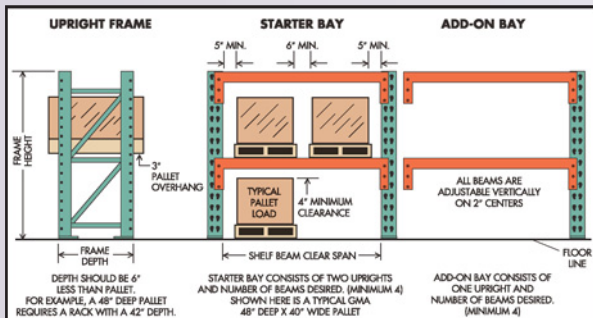 UPRIGHT FRAME
STARTER BAY
ADD-ON BAY
5" MIN.
6" MIN.
5" MIN.
FRAME
HEIGHT
3"
PALLET
OVERHANG
TYPICAL
PALLET
LOAD
4" MINIMUM
CLEARANCE
ALL BEAMS ARE
ADJUSTABLE VERTICALLY
ON 2" CENTERS
FRAME
DEPTH
SHELF BEAM CLEAR SPAN
FLOOR
LINE
DEPTH SHOULD BE 6"
LESS THAN PALLET.
FOR EXAMPLE, A 48" DEEP PALLET
REQUIRES A RACK WITH A 42" DEPTH.
STARTER BAY CONSISTS OF TWO UPRIGHTS
AND NUMBER OF BEAMS DESIRED. (MINIMUM 4)
SHOWN HERE IS A TYPICAL GMA
48" DEEP X 40" WIDE PALLET
ADD-ON BAY CONSISTS OF
ONE UPRIGHT AND
NUMBER OF BEAMS DESIRED.
(MINIMUM 4)